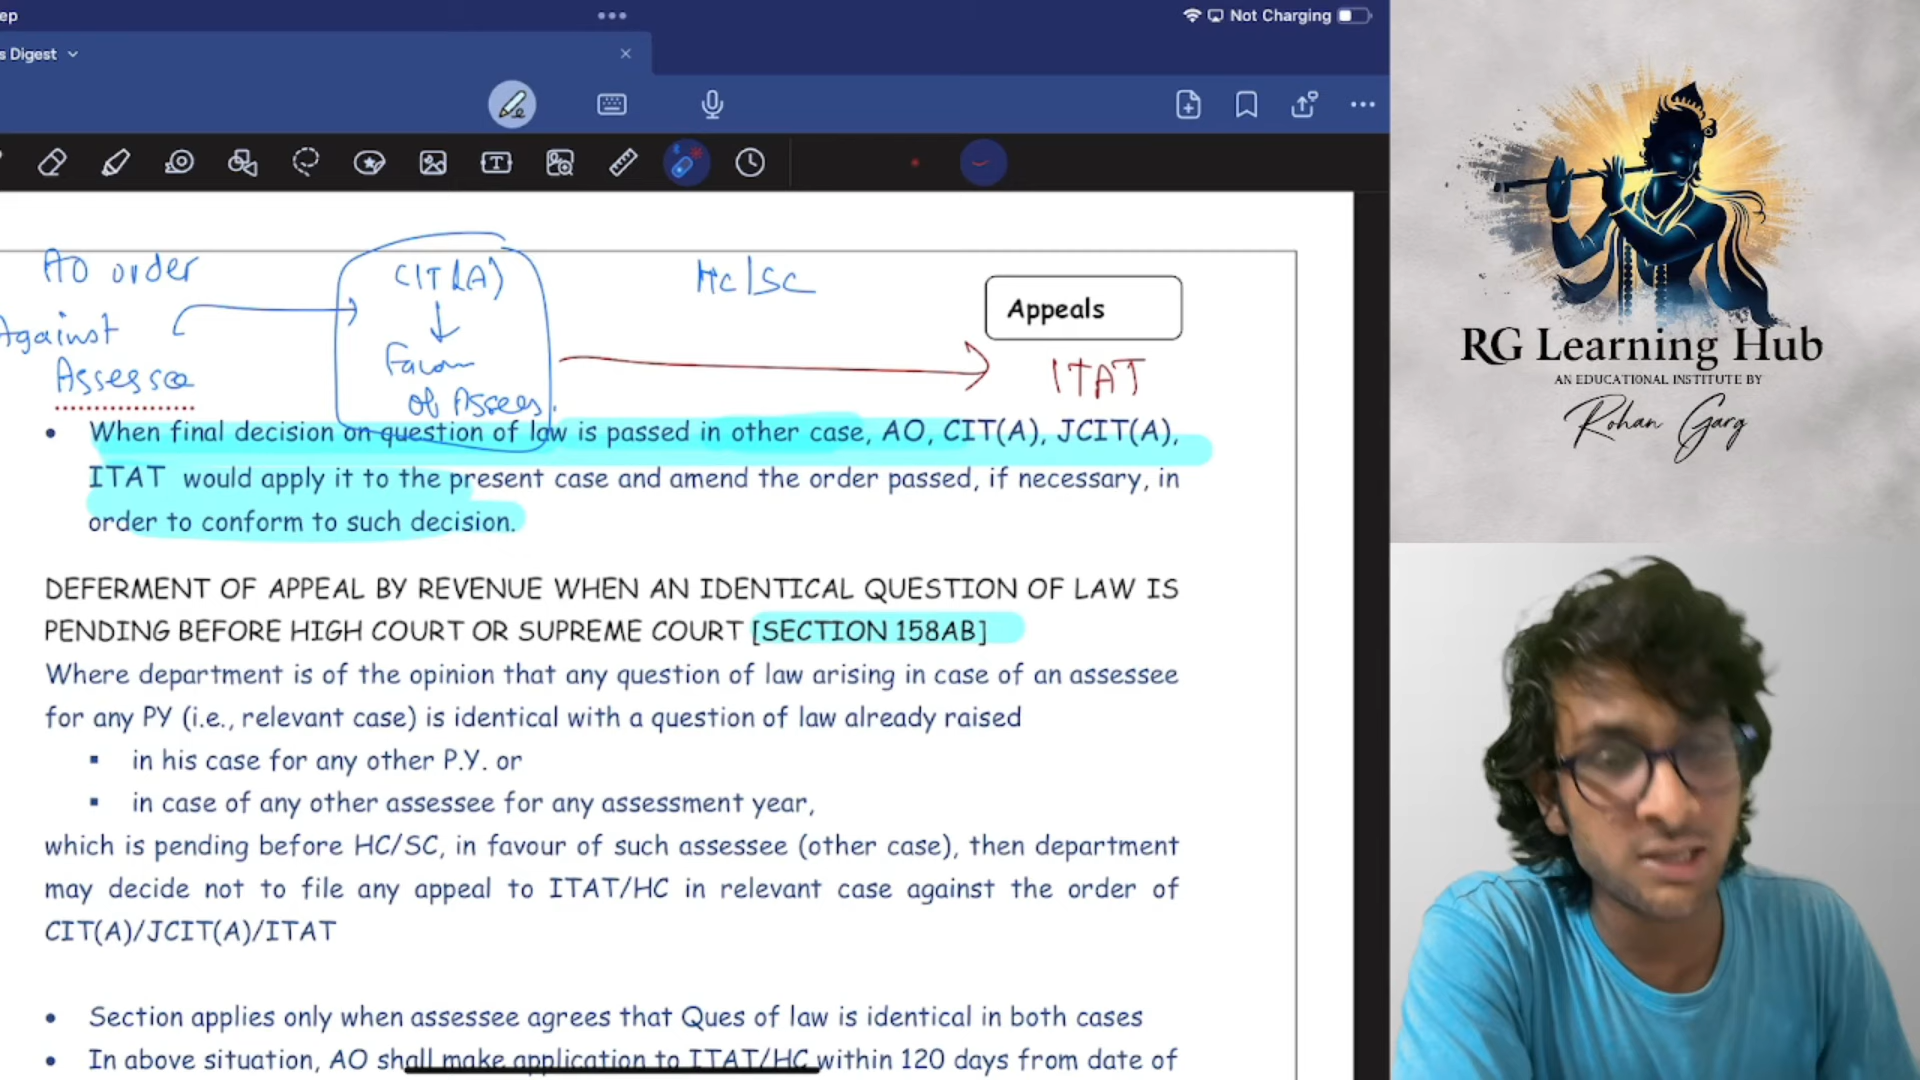 ep
Not Charging
s Digest
AO order
Against
Assessee
CIT(A)
Favour
of Assees.
HC/SC
Appeals
ITAT
• When final decision on question of law is passed in other case, AO, CIT(A), JCIT(A),
ITAT would apply it to the present case and amend the order passed, if necessary, in
order to conform to such decision.
DEFERMENT OF APPEAL BY REVENUE WHEN AN IDENTICAL QUESTION OF LAW IS
PENDING BEFORE HIGH COURT OR SUPREME COURT [SECTION 158AB]
Where department is of the opinion that any question of law arising in case of an assessee
for any PY (i.e., relevant case) is identical with a question of law already raised
▪ in his case for any other P.Y. or
▪ in case of any other assessee for any assessment year,
which is pending before HC/SC, in favour of such assessee (other case), then department
may decide not to file any appeal to ITAT/HC in relevant case against the order of
CIT(A)/JCIT(A)/ITAT
• Section applies only when assessee agrees that Ques of law is identical in both cases
• In above situation, AO shall make application to ITAT/HC within 120 days from date of
RG Learning Hub
AN EDUCATIONAL INSTITUTE BY
Rohan Garg